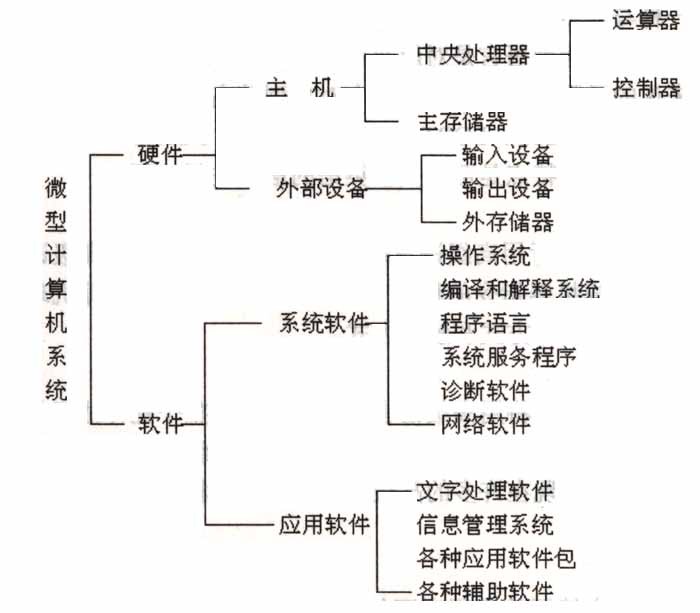 微型计算机系统
硬件
主 机
中央处理器
运算器
控制器
主存储器
外部设备
输入设备
输出设备
外存储器
软件
系统软件
操作系统
编译和解释系统
程序语言
系统服务程序
诊断软件
网络软件
应用软件
文字处理软件
信息管理系统
各种应用软件包
各种辅助软件